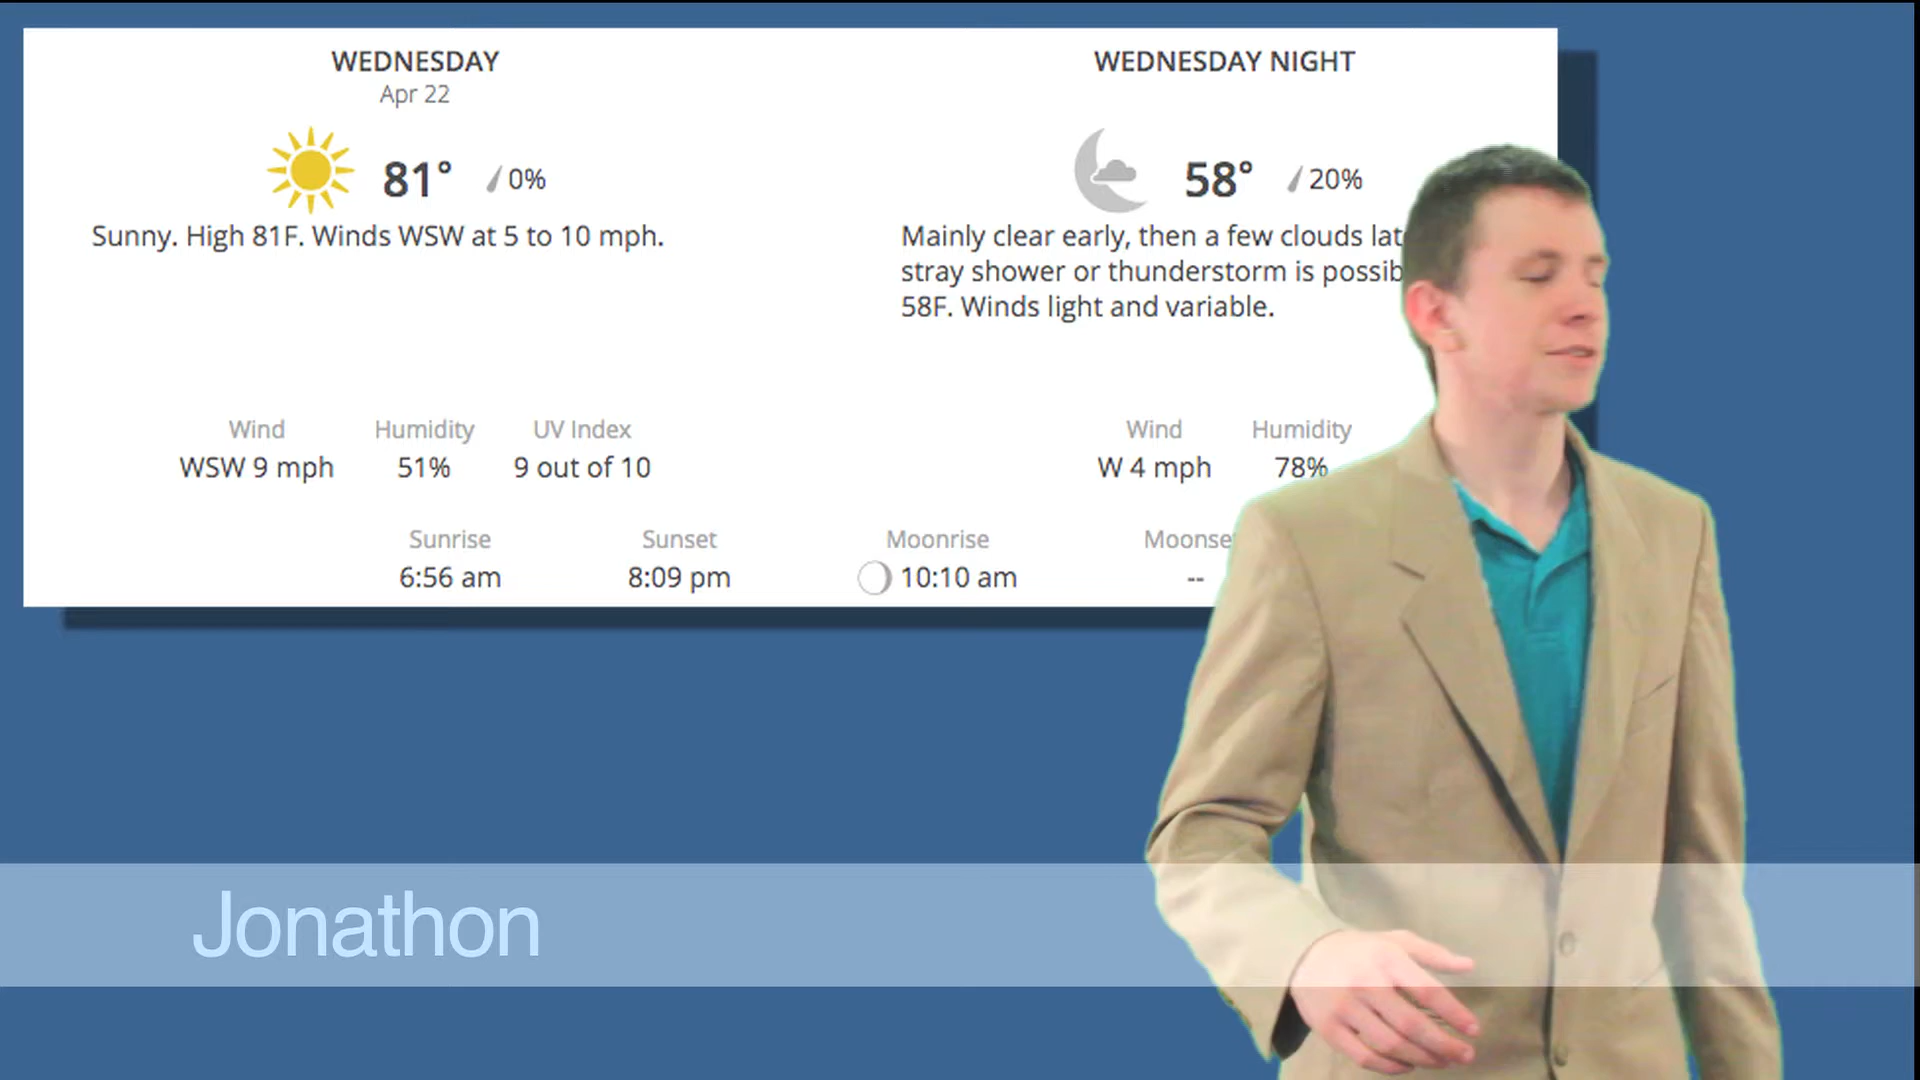 WEDNESDAY
Apr 22
81° 0%
Sunny. High 81F. Winds WSW at 5 to 10 mph.
Wind Humidity UV Index
WSW 9 mph 51% 9 out of 10
WEDNESDAY NIGHT
58° 20%
Mainly clear early, then a few clouds
stray shower or thunderstorm is
58F. Winds light and variable.
Wind Humidity
W 4 mph 78%
Sunrise Sunset Moonrise
6:56 am 8:09 pm 10:10 am --
Jonathon